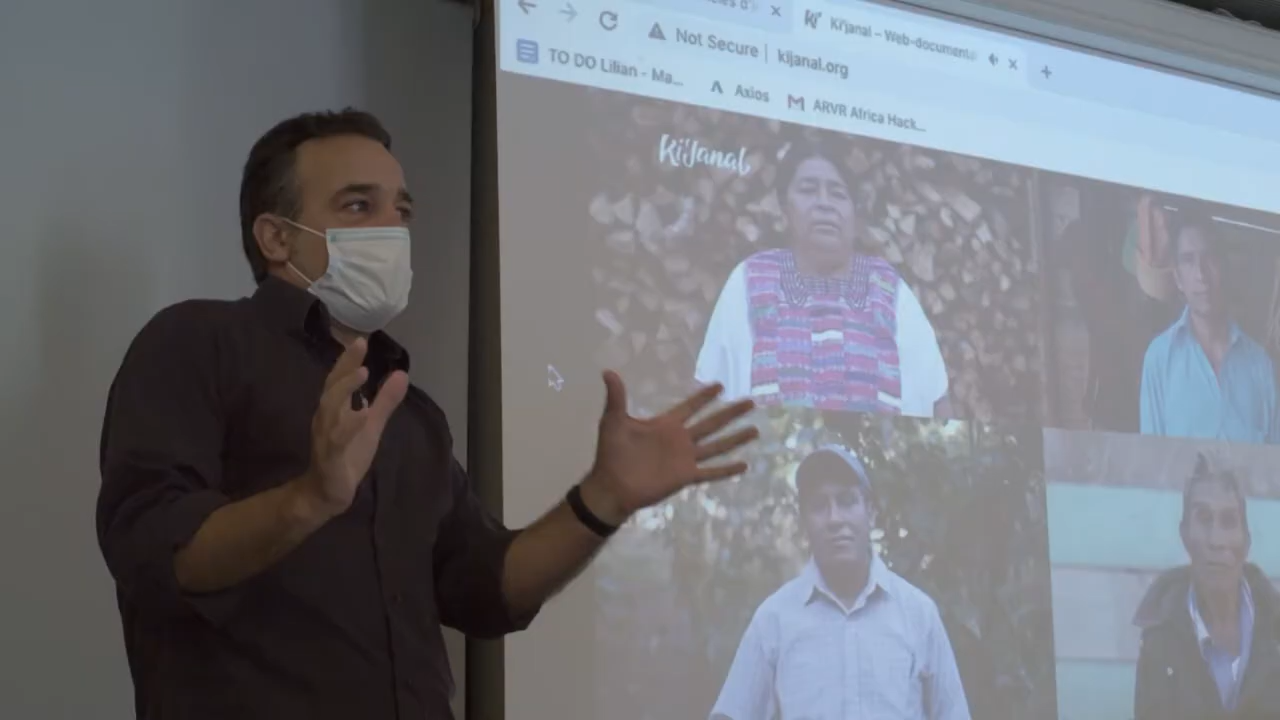 Ki'janal – Web-documenta
Not Secure | kijanal.org
TO DO Lilian - Ma... Axios ARVR Africa Hack...
Ki'Janal